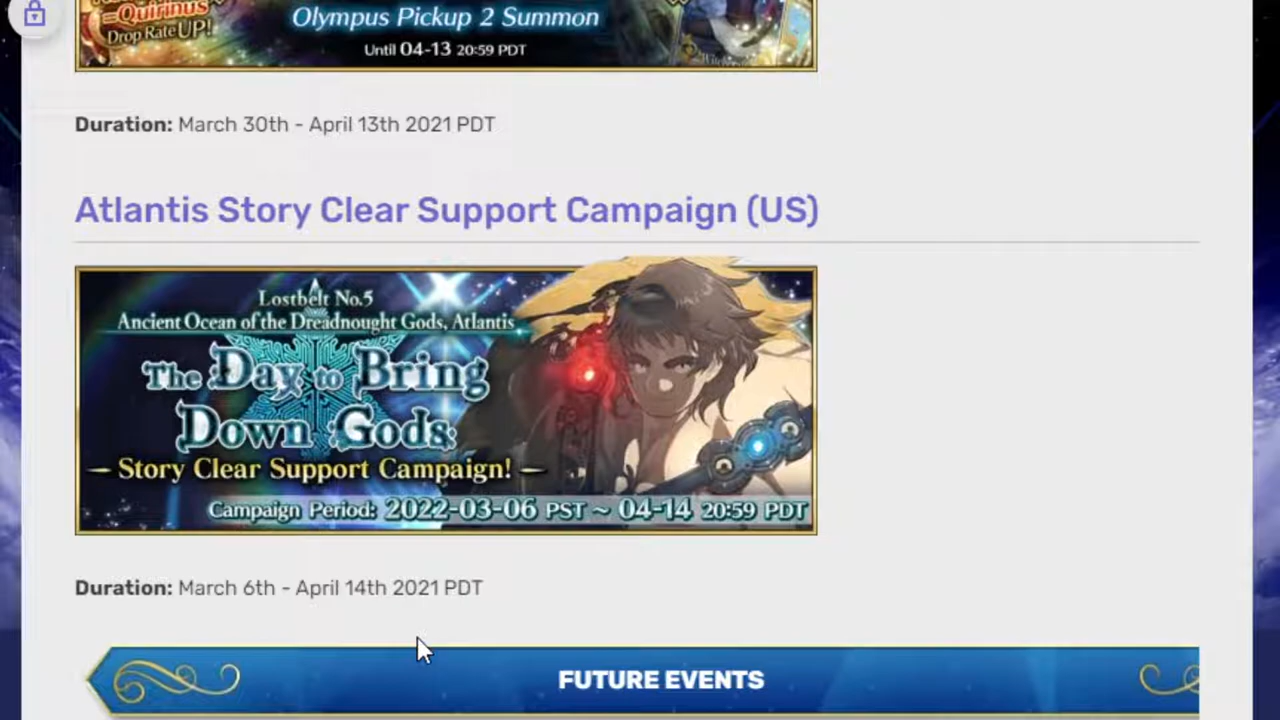 =Quirinus
Drop Rate UP!
Olympus Pickup 2 Summon
Until 04-13 20:59 PDT
Duration: March 30th - April 13th 2021 PDT
Atlantis Story Clear Support Campaign (US)
Lostbelt No.5
Ancient Ocean of the Dreadnought Gods, Atlantis
The Day to Bring
Down Gods
— Story Clear Support Campaign! —
Campaign Period: 2022-03-06 PST ~ 04-14 20:59 PDT
Duration: March 6th - April 14th 2021 PDT
FUTURE EVENTS